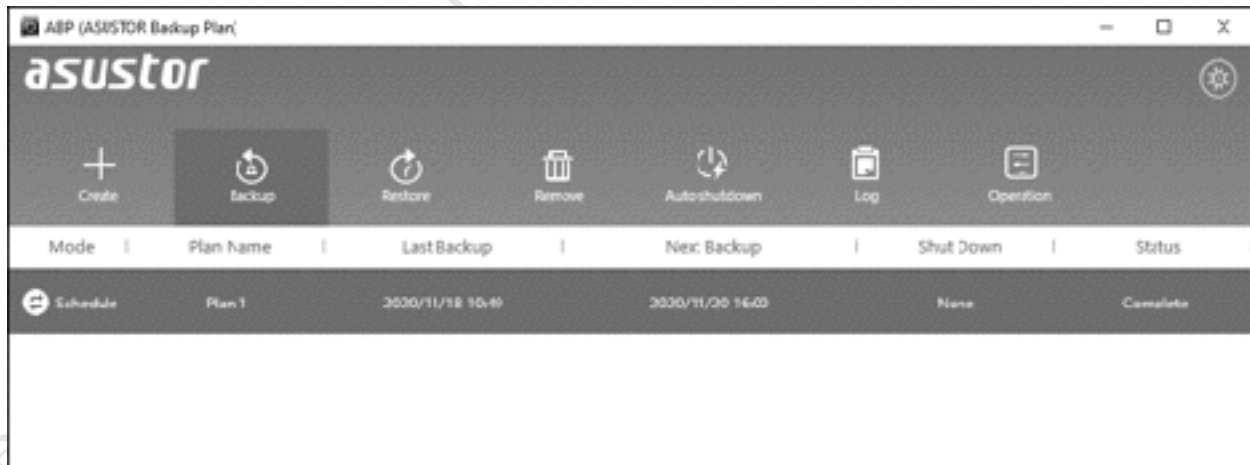 ABP (ASUSTOR Backup Plan)
asustor
Create Backup Restore Remove Autoshutdown Log Operation
Mode Plan Name Last Backup Next Backup Shut Down Status
Schedule Plan 1 2020/11/18 10:49 2020/11/20 16:00 None Complete